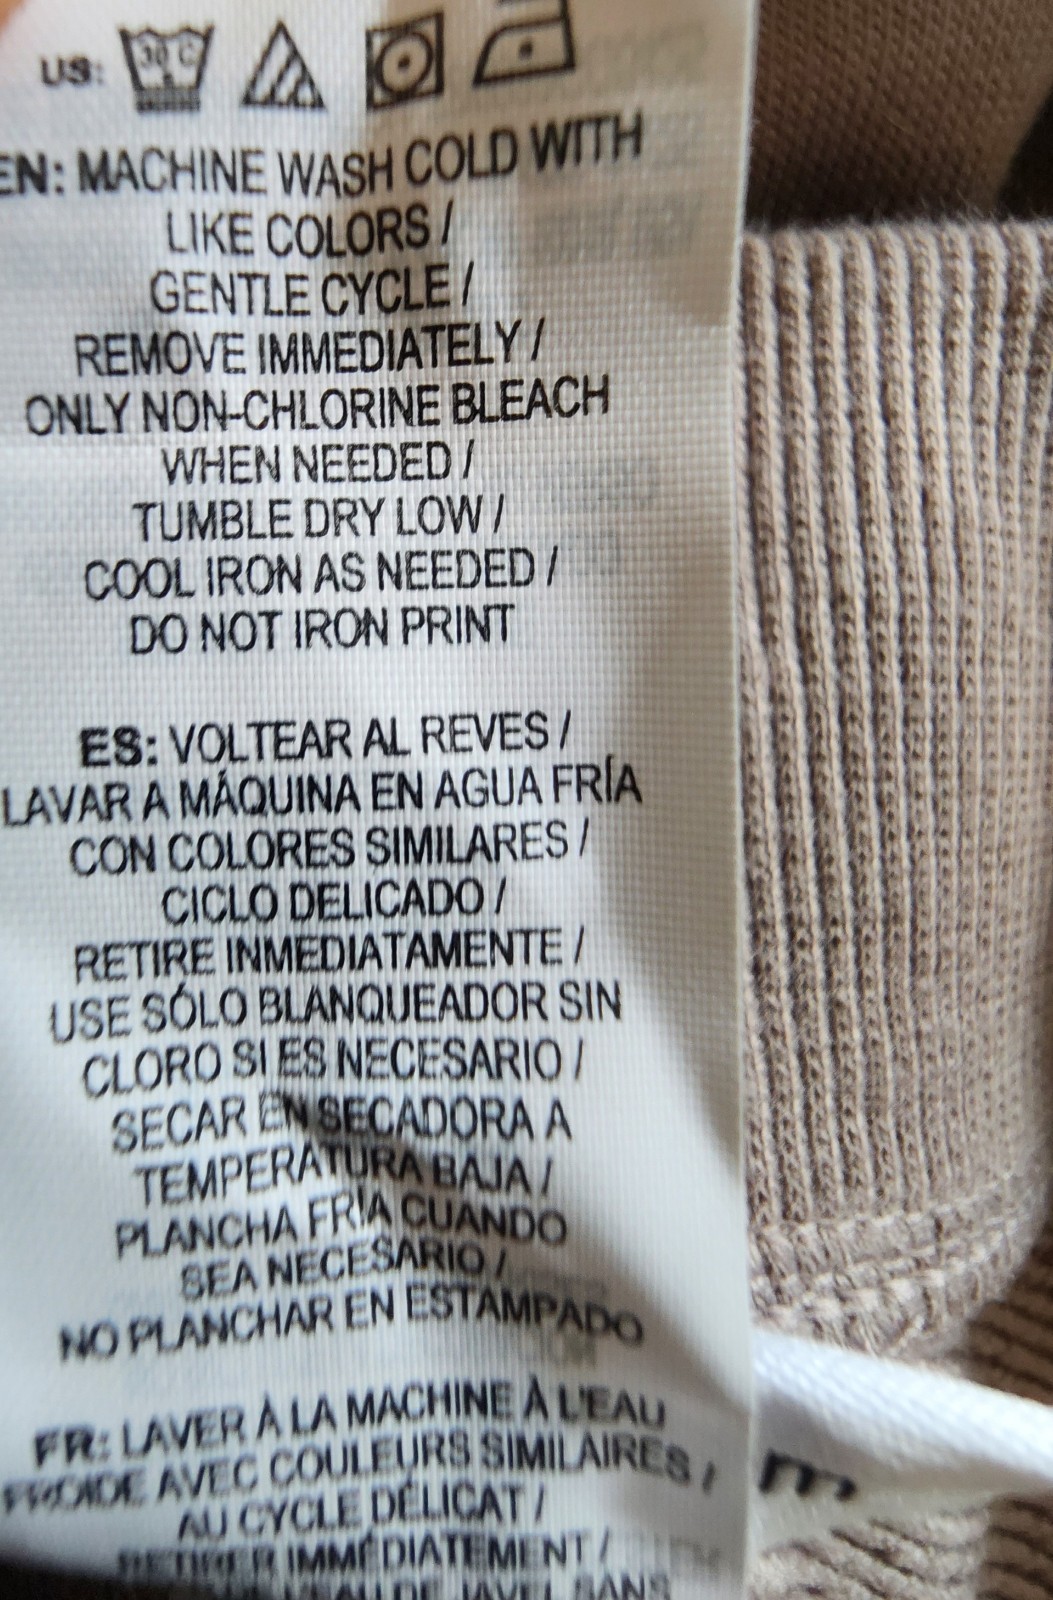 US: 30°C
EN: MACHINE WASH COLD WITH
LIKE COLORS /
GENTLE CYCLE /
REMOVE IMMEDIATELY /
ONLY NON-CHLORINE BLEACH
WHEN NEEDED /
TUMBLE DRY LOW /
COOL IRON AS NEEDED /
DO NOT IRON PRINT
ES: VOLTEAR AL REVES /
LAVAR A MÁQUINA EN AGUA FRÍA
CON COLORES SIMILARES /
CICLO DELICADO /
RETIRE INMEDIATAMENTE /
USE SÓLO BLANQUEADOR SIN
CLORO SI ES NECESARIO /
SECAR EN SECADORA A
TEMPERATURA BAJA /
PLANCHA FRÍA CUANDO
SEA NECESARIO /
NO PLANCHAR EN ESTAMPADO
FR: LAVER À LA MACHINE À L'EAU
FROIDE AVEC COULEURS SIMILAIRES /
AU CYCLE DÉLICAT /
RETIRER IMMÉDIATEMENT /
DE JAVEL SANS
m